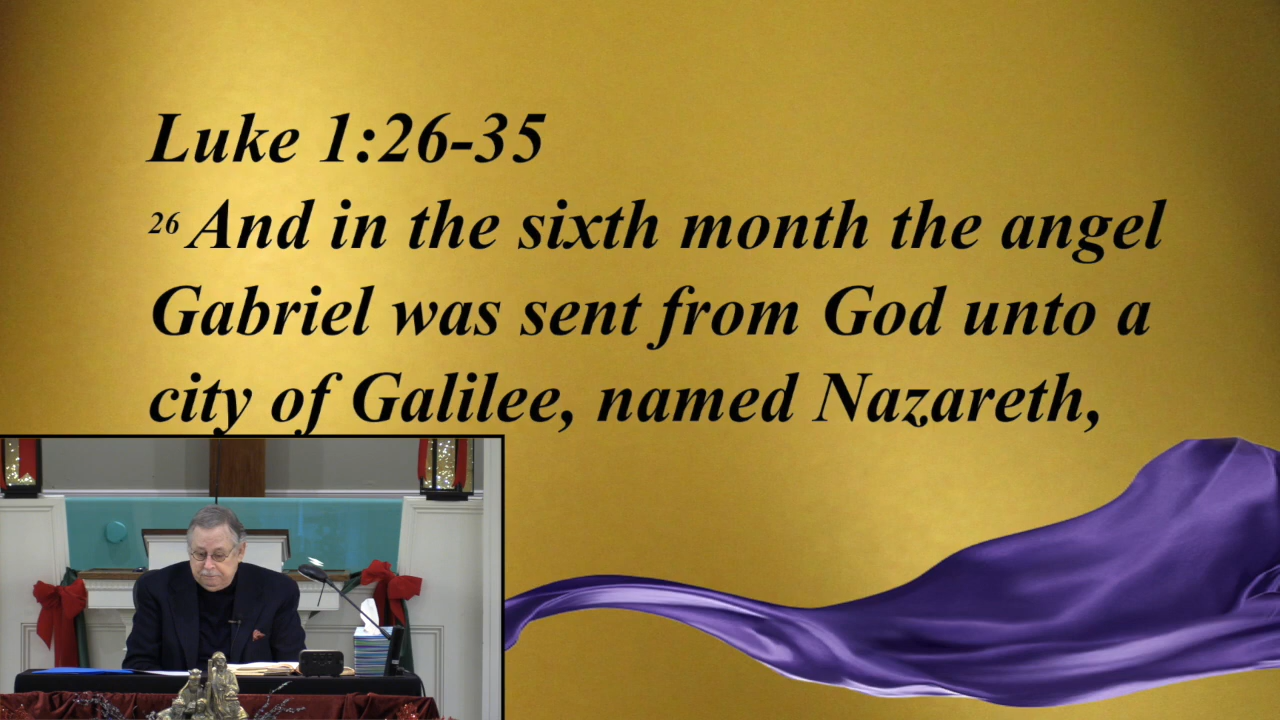 Luke 1:26-35
26 And in the sixth month the angel
Gabriel was sent from God unto a
city of Galilee, named Nazareth,